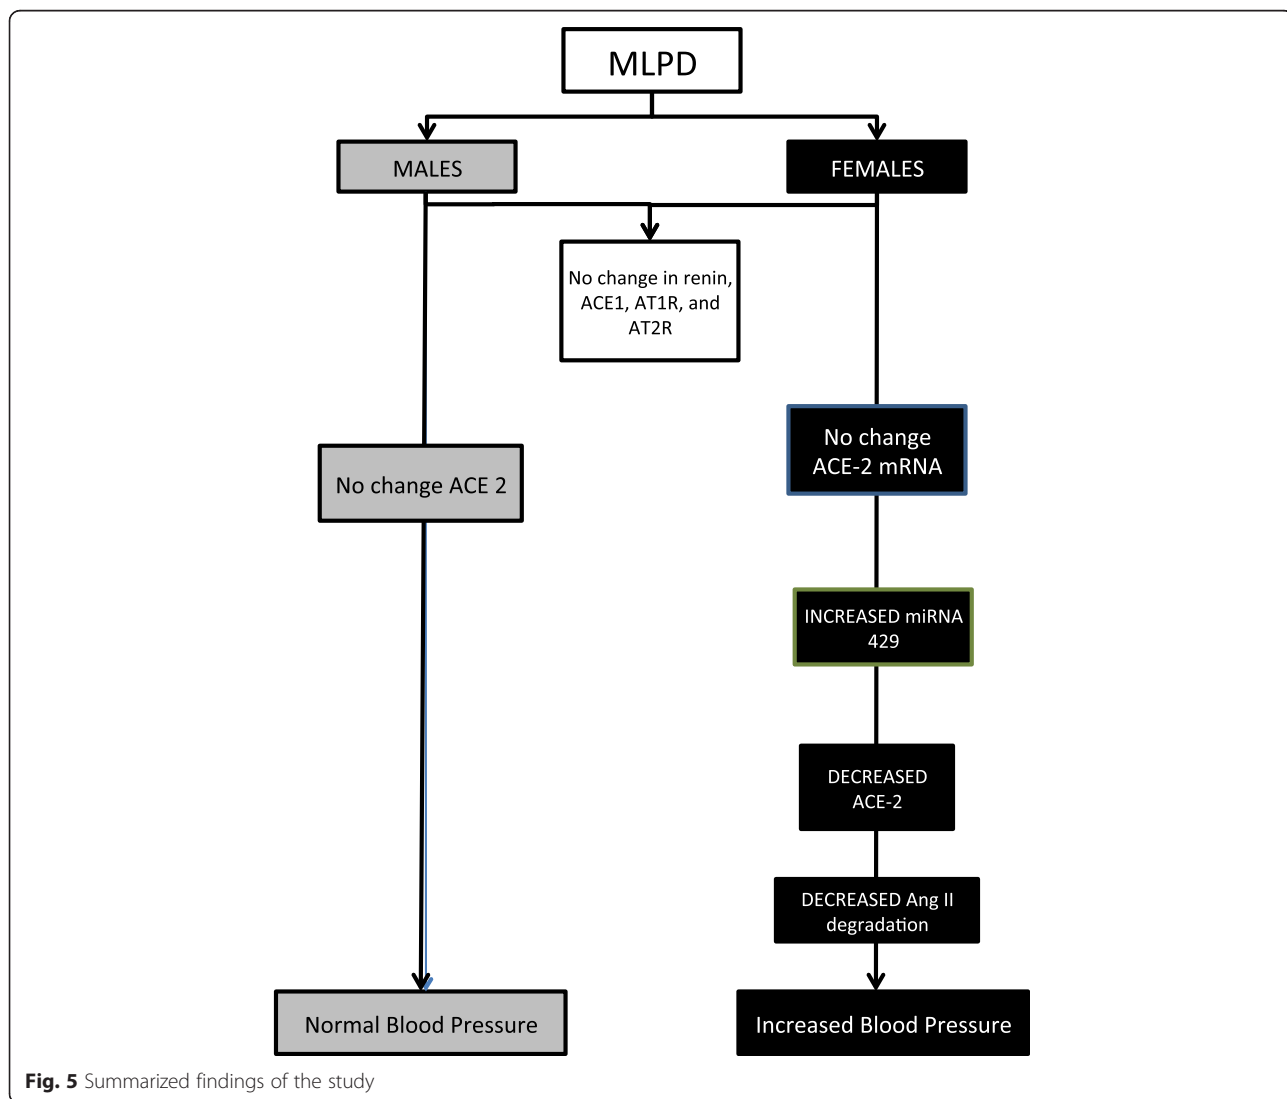 MLPD
MALES
FEMALES
No change in renin,
ACE1, AT1R, and
AT2R
No change
ACE-2 mRNA
No change ACE 2
INCREASED miRNA
429
DECREASED
ACE-2
DECREASED Ang II
degradation
Normal Blood Pressure
Increased Blood Pressure
Fig. 5 Summarized findings of the study